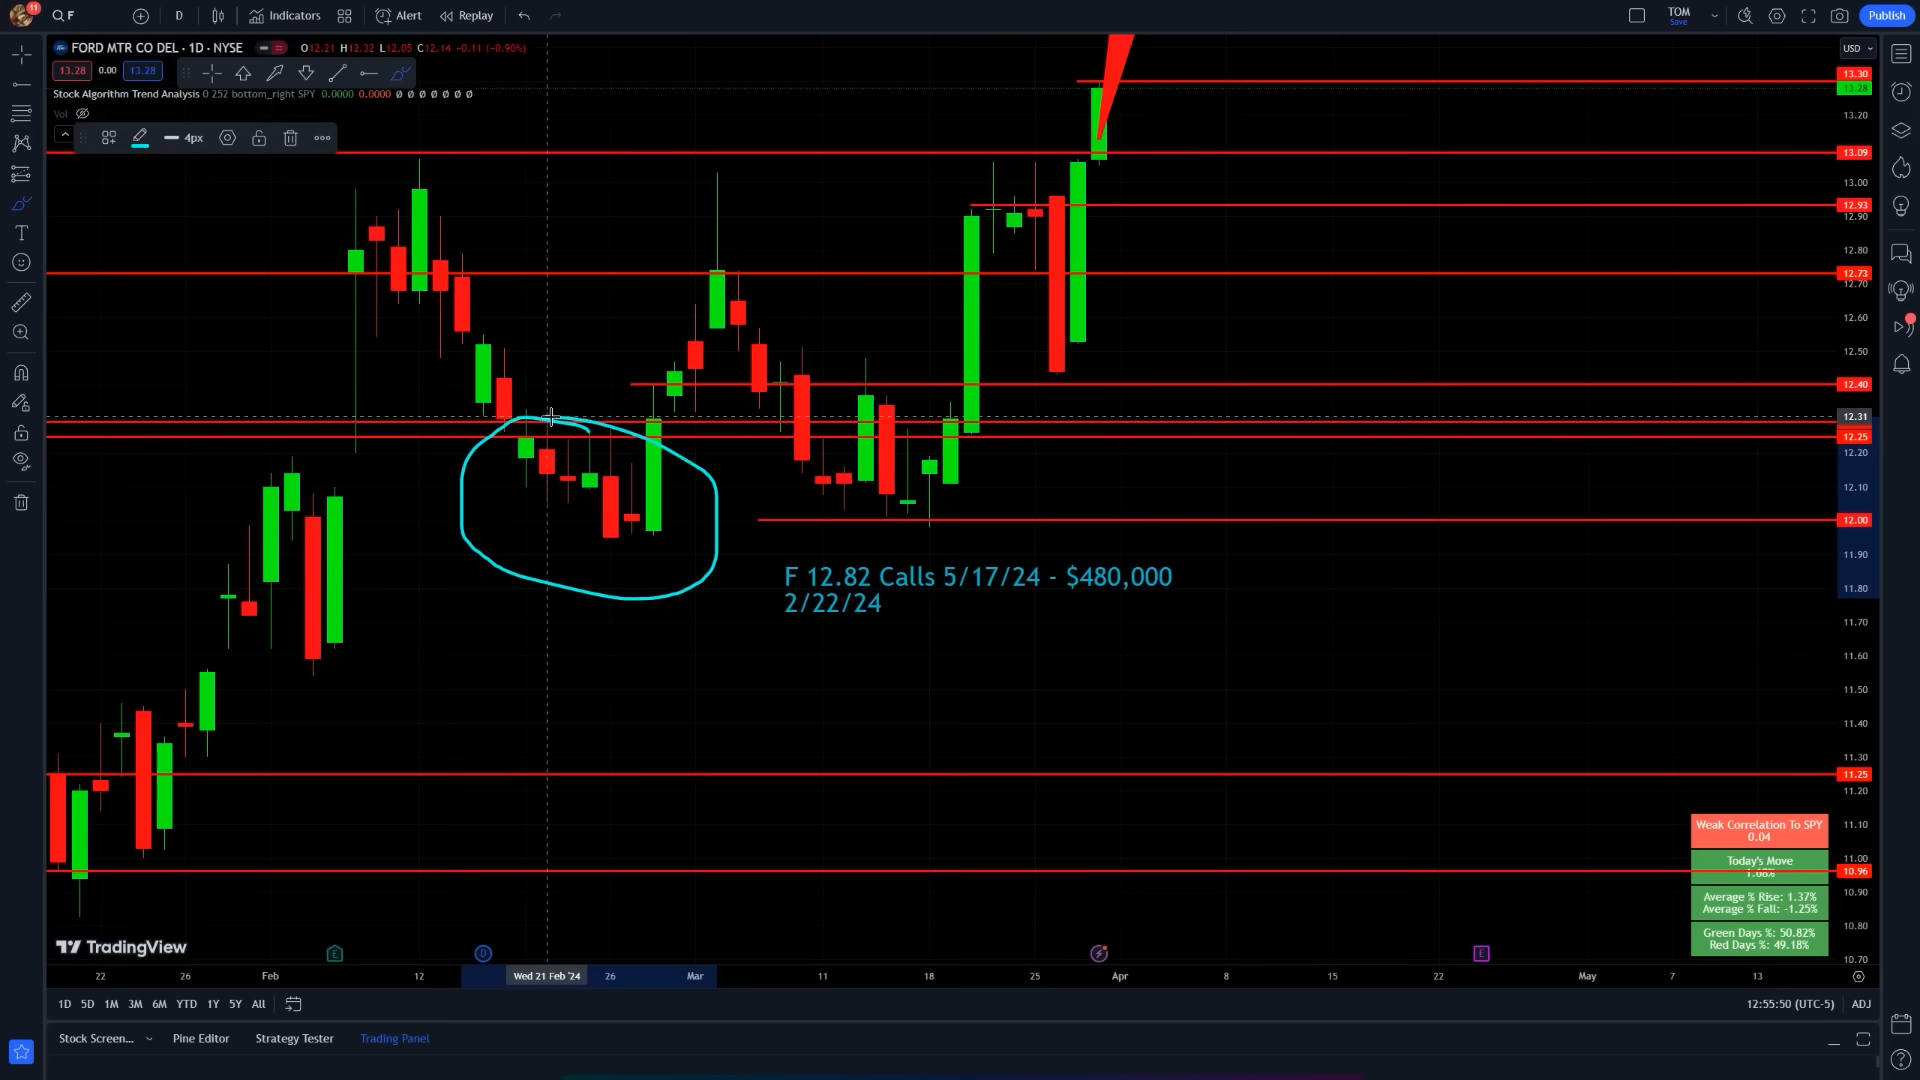 11
F
D
Indicators
Alert
Replay
TOM
Save
Publish
FORD MTR CO DEL · 1D · NYSE
O12.21 H12.32 L12.05 C12.14 -0.11 (-0.90%)
USD
13.28 0.00 13.28
Stock Algorithm Trend Analysis 0 252 bottom_right SPY 0.0000 0.0000 ø ø ø ø ø ø ø
Vol
4px
13.30
13.28
13.20
13.09
13.00
12.93
12.90
12.80
12.73
12.70
12.60
12.50
12.40
12.31
12.25
12.20
12.10
12.00
11.90
11.80
11.70
11.60
11.50
11.40
11.30
11.25
11.20
11.10
11.00
10.96
10.90
10.80
10.70
F 12.82 Calls 5/17/24 - $480,000
2/22/24
Weak Correlation To SPY
0.04
Today's Move
1.68%
Average % Rise: 1.37%
Average % Fall: -1.25%
Green Days %: 50.82%
Red Days %: 49.18%
TradingView
E
D
E
22 26 Feb 12 Wed 21 Feb '24 26 Mar 11 18 25 Apr 8 15 22 May 7 13
1D 5D 1M 3M 6M YTD 1Y 5Y All
12:55:50 (UTC-5) ADJ
Stock Screen... Pine Editor Strategy Tester Trading Panel